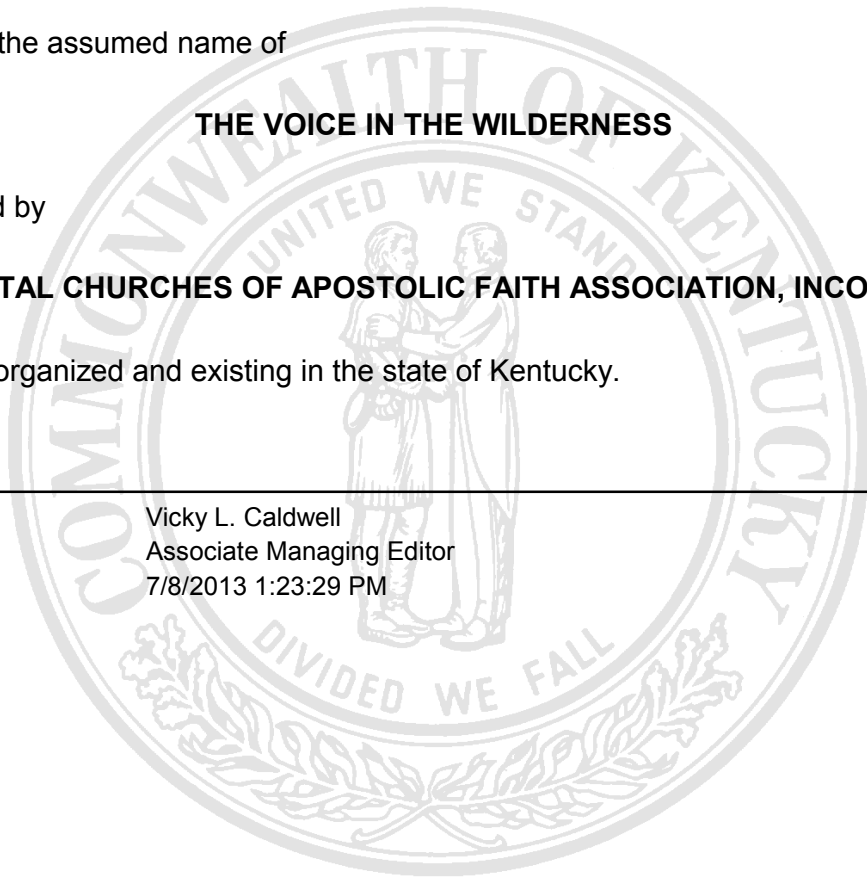 the assumed name of
THE VOICE IN THE WILDERNESS
by
CHURCHES OF APOSTOLIC FAITH ASSOCIATION,
organized and existing in the state of Kentucky.
Vicky L. Caldwell
Associate Managing Editor
7/8/2013 1:23:29 PM
COMMONWEALTH OF KENTUCKY
UNITED WE STAND
DIVIDED WE FALL